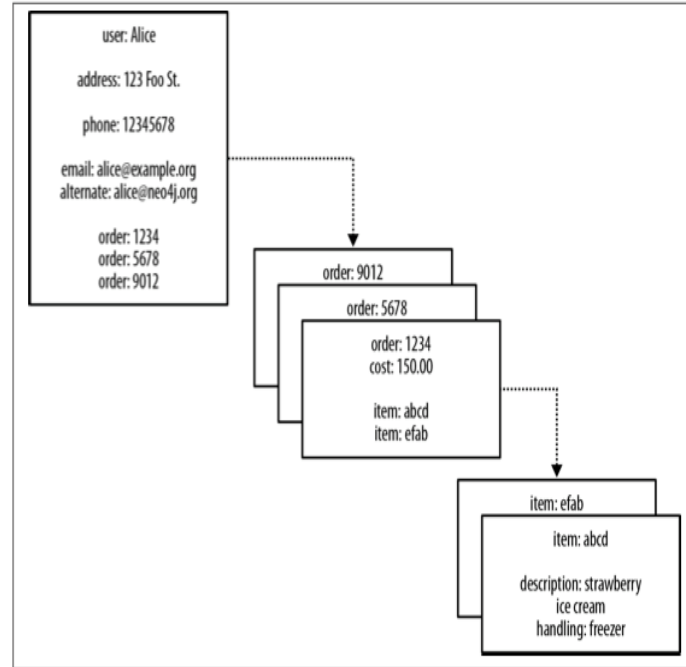 user: Alice
address: 123 Foo St.
phone: 12345678
email: alice@example.org
alternate: alice@neo4j.org
order: 1234
order: 5678
order: 9012
order: 9012
order: 5678
order: 1234
cost: 150.00
item: abcd
item: efab
item: efab
item: abcd
description: strawberry
ice cream
handling: freezer